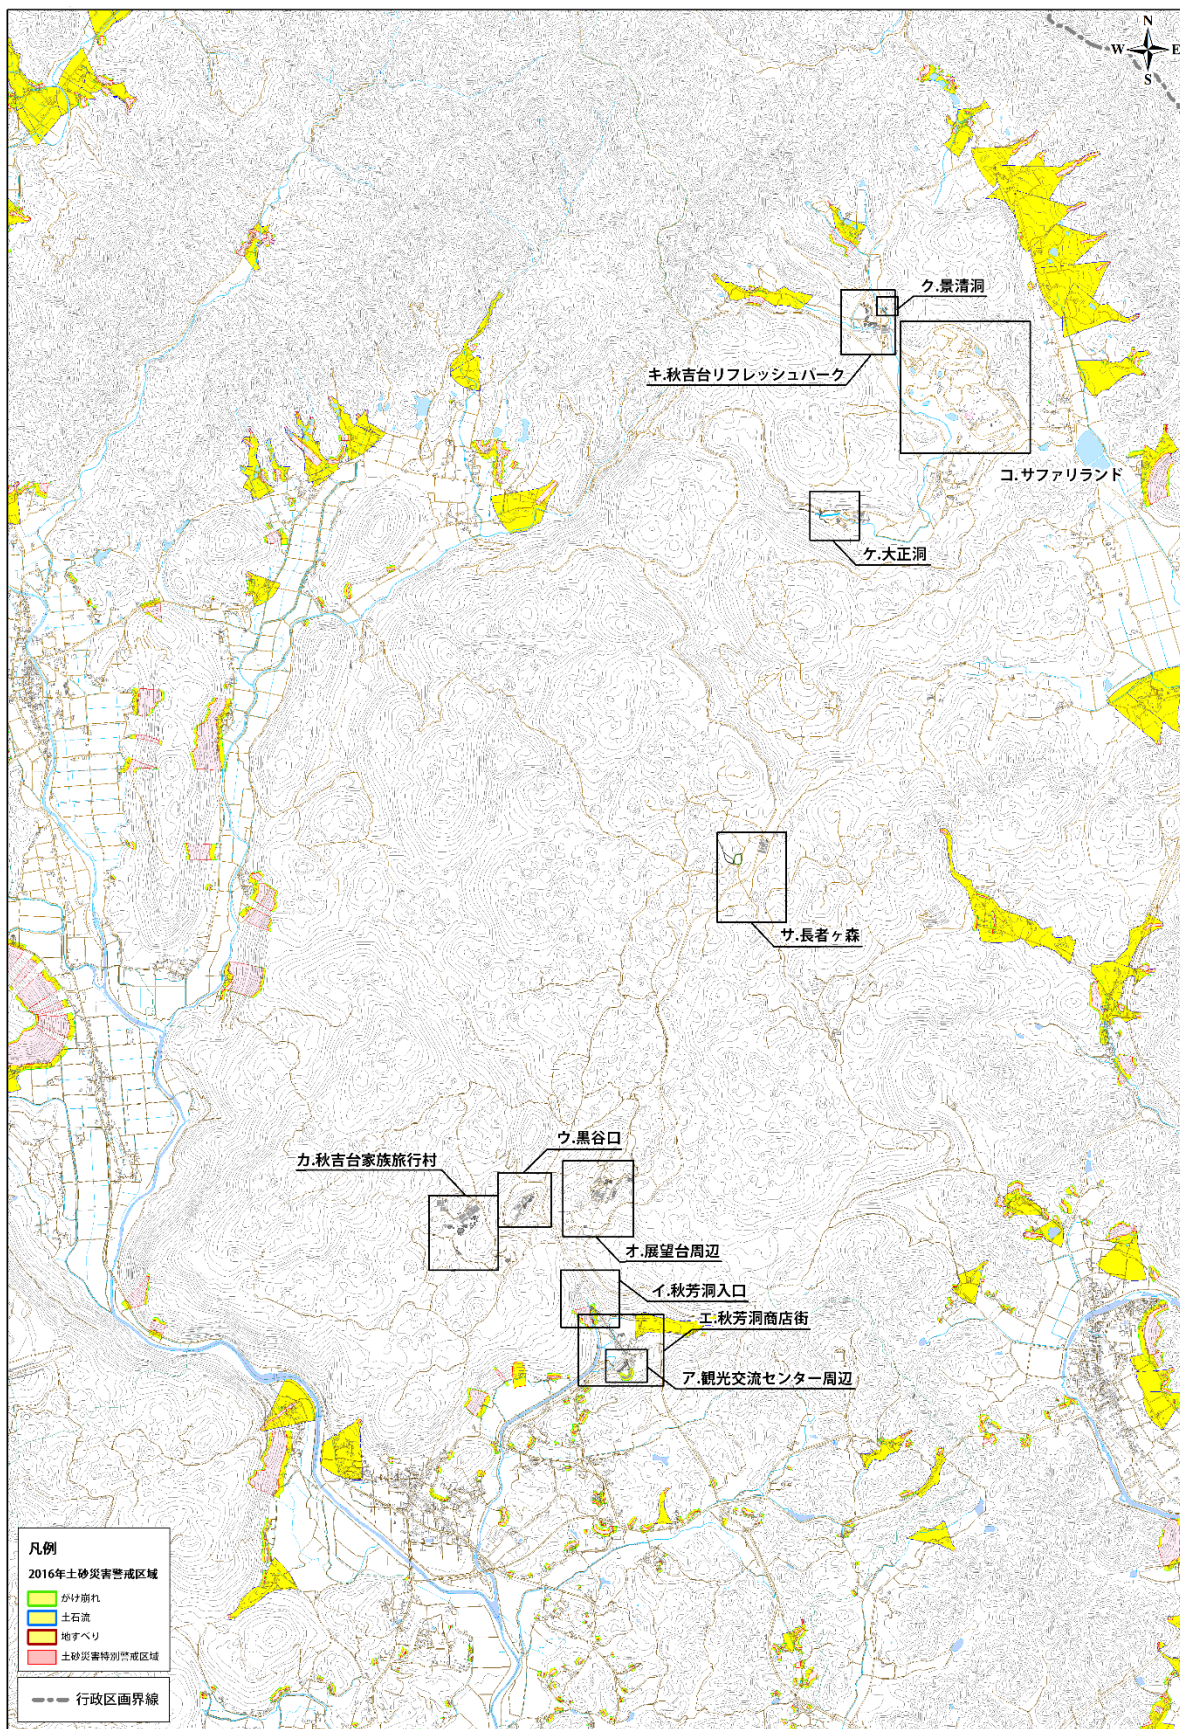 N
W E
S
ク.景清洞
キ.秋吉台リフレッシュパーク
コ.サファリランド
ケ.大正洞
サ.長者ヶ森
ウ.黒谷口
カ.秋吉台家族旅行村
オ.展望台周辺
イ.秋芳洞入口
エ.秋芳洞商店街
ア.観光交流センター周辺
凡例
2016年土砂災害警戒区域
がけ崩れ
土石流
地すべり
土砂災害特別警戒区域
行政区画界線